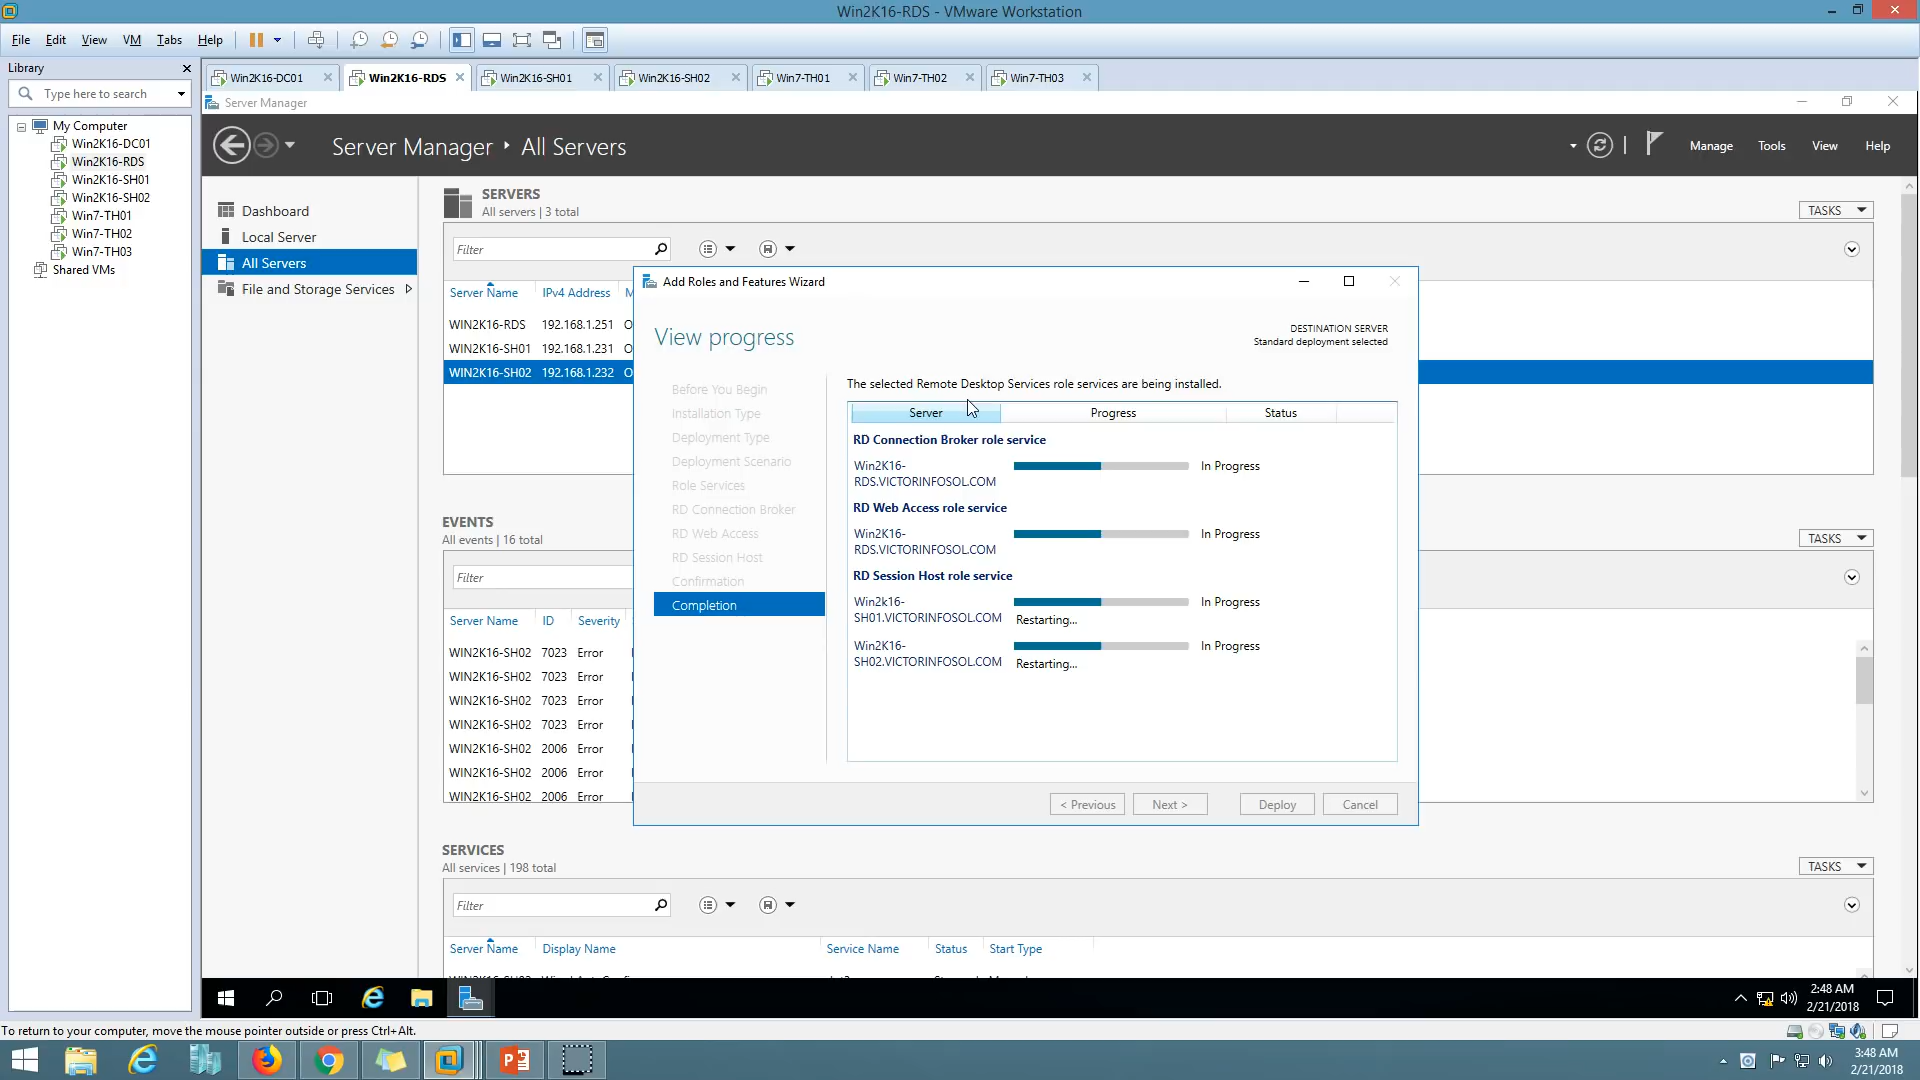 Win2K16-RDS - VMware Workstation
File Edit View VM Tabs Help
Library
Type here to search
My Computer
Win2K16-DC01
Win2K16-RDS
Win2K16-SH01
Win2K16-SH02
Win7-TH01
Win7-TH02
Win7-TH03
Shared VMs
Win2K16-DC01 Win2K16-RDS Win2K16-SH01 Win2K16-SH02 Win7-TH01 Win7-TH02 Win7-TH03
Server Manager
Server Manager All Servers
Manage Tools View Help
Dashboard
Local Server
All Servers
File and Storage Services
SERVERS
All servers | 3 total
TASKS
Filter
Server Name IPv4 Address
WIN2K16-RDS 192.168.1.251
WIN2K16-SH01 192.168.1.231
WIN2K16-SH02 192.168.1.232
EVENTS
All events | 16 total
TASKS
Filter
Server Name ID Severity
WIN2K16-SH02 7023 Error
WIN2K16-SH02 7023 Error
WIN2K16-SH02 7023 Error
WIN2K16-SH02 7023 Error
WIN2K16-SH02 2006 Error
WIN2K16-SH02 2006 Error
WIN2K16-SH02 2006 Error
SERVICES
All services | 198 total
TASKS
Filter
Server Name Display Name Service Name Status Start Type
Add Roles and Features Wizard
View progress
DESTINATION SERVER
Standard deployment selected
Before You Begin
Installation Type
Deployment Type
Deployment Scenario
Role Services
RD Connection Broker
RD Web Access
RD Session Host
Confirmation
Completion
The selected Remote Desktop Services role services are being installed.
Server Progress Status
RD Connection Broker role service
Win2K16-
RDS.VICTORINFOSOL.COM
In Progress
RD Web Access role service
Win2K16-
RDS.VICTORINFOSOL.COM
In Progress
RD Session Host role service
Win2k16-
SH01.VICTORINFOSOL.COM
In Progress
Restarting...
Win2K16-
SH02.VICTORINFOSOL.COM
In Progress
Restarting...
< Previous Next > Deploy Cancel
2:48 AM
2/21/2018
To return to your computer, move the mouse pointer outside or press Ctrl+Alt.
3:48 AM
2/21/2018